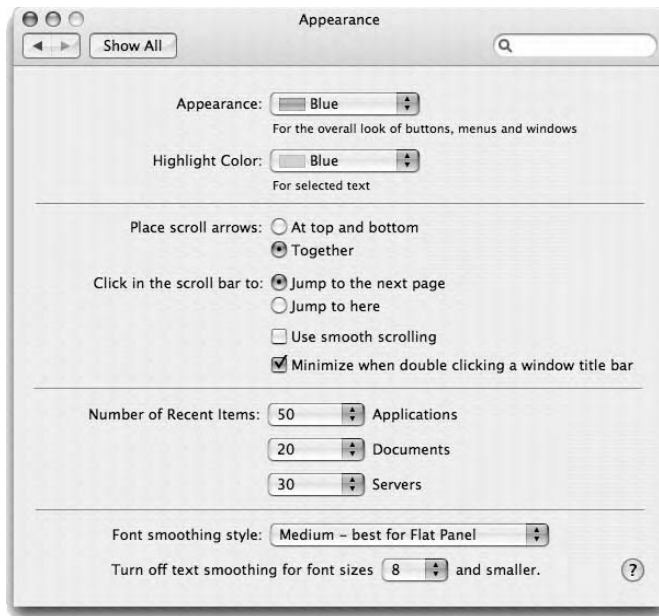 Appearance
Show All
Appearance: Blue
For the overall look of buttons, menus and windows
Highlight Color: Blue
For selected text
Place scroll arrows: At top and bottom
Together
Click in the scroll bar to: Jump to the next page
Jump to here
Use smooth scrolling
Minimize when double clicking a window title bar
Number of Recent Items: 50 Applications
20 Documents
30 Servers
Font smoothing style: Medium – best for Flat Panel
Turn off text smoothing for font sizes 8 and smaller. ?